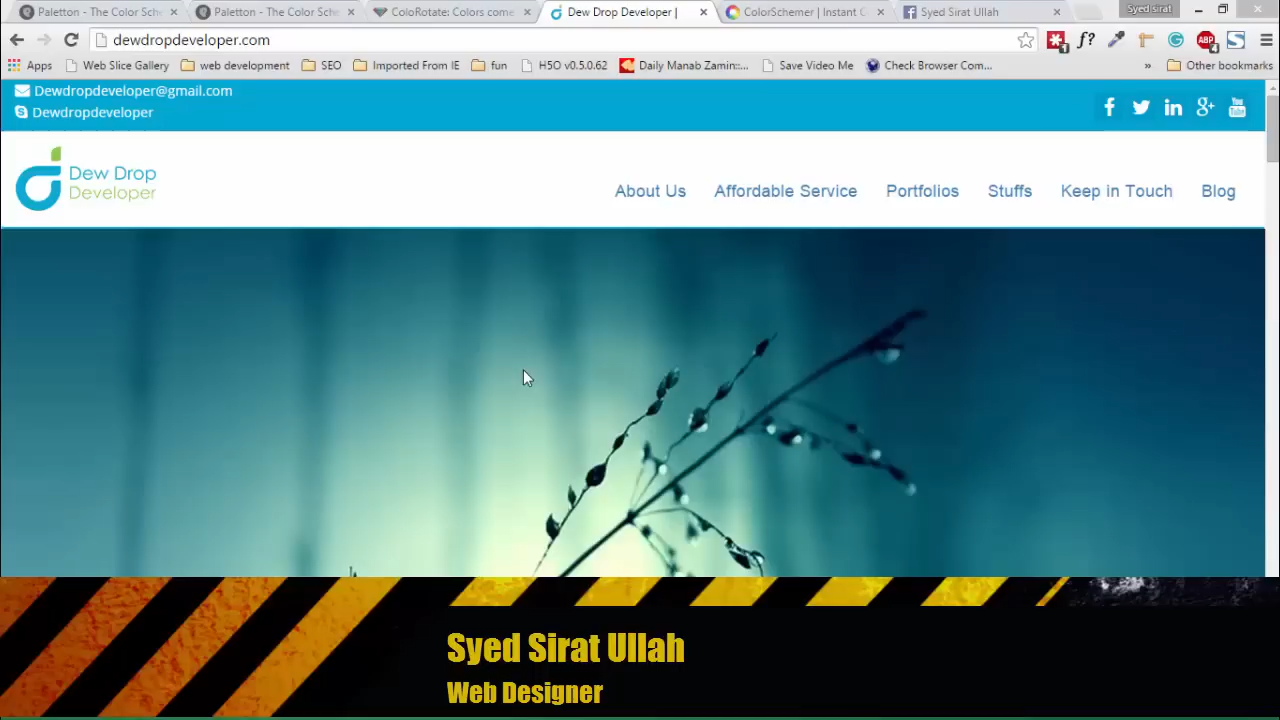 Paletton - The Color Sche
Paletton - The Color Sche
ColoRotate: Colors come
Dew Drop Developer |
ColorSchemer | Instant C
Syed Sirat Ullah
Syed sirat
dewdropdeveloper.com
Apps
Web Slice Gallery
web development
SEO
Imported From IE
fun
H5O v0.5.0.62
Daily Manab Zamin::...
Save Video Me
Check Browser Com...
»
Other bookmarks
Dewdropdeveloper@gmail.com
Dewdropdeveloper
Dew Drop
Developer
About Us
Affordable Service
Portfolios
Stuffs
Keep in Touch
Blog
Syed Sirat Ullah
Web Designer